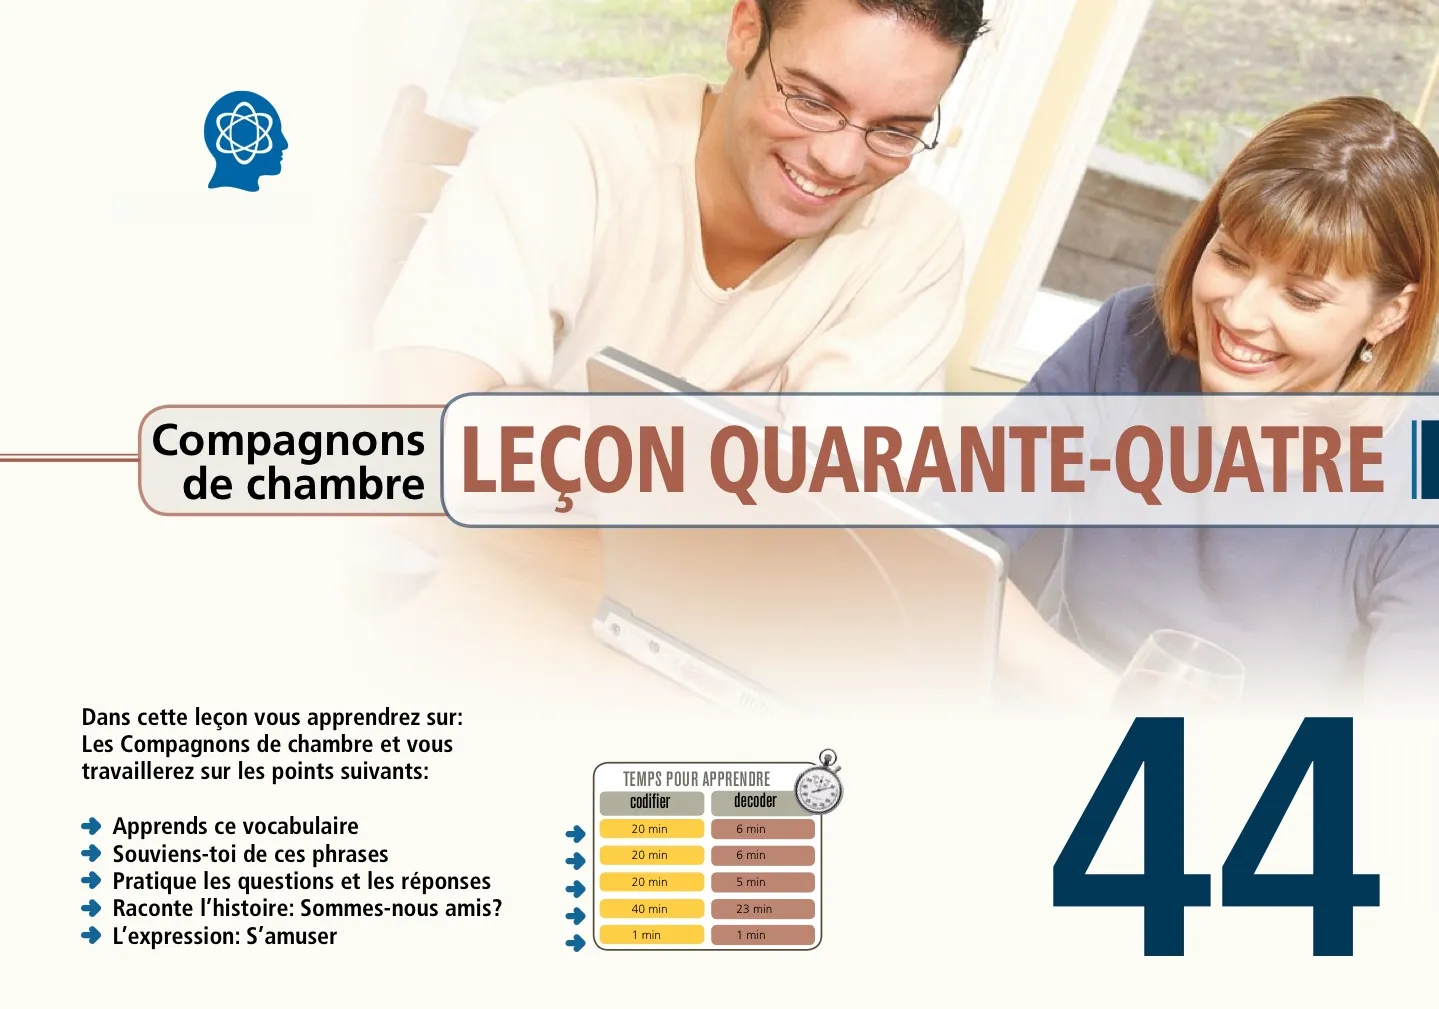 Compagnons
de chambre
LEÇON QUARANTE-QUATRE
Dans cette leçon vous apprendrez sur:
Les Compagnons de chambre et vous
travaillerez sur les points suivants:
Apprends ce vocabulaire
Souviens-toi de ces phrases
Pratique les questions et les réponses
Raconte l'histoire: Sommes-nous amis?
L'expression: S'amuser
TEMPS POUR APPRENDRE
codifier decoder
20 min 6 min
20 min 6 min
20 min 5 min
40 min 23 min
1 min 1 min
44